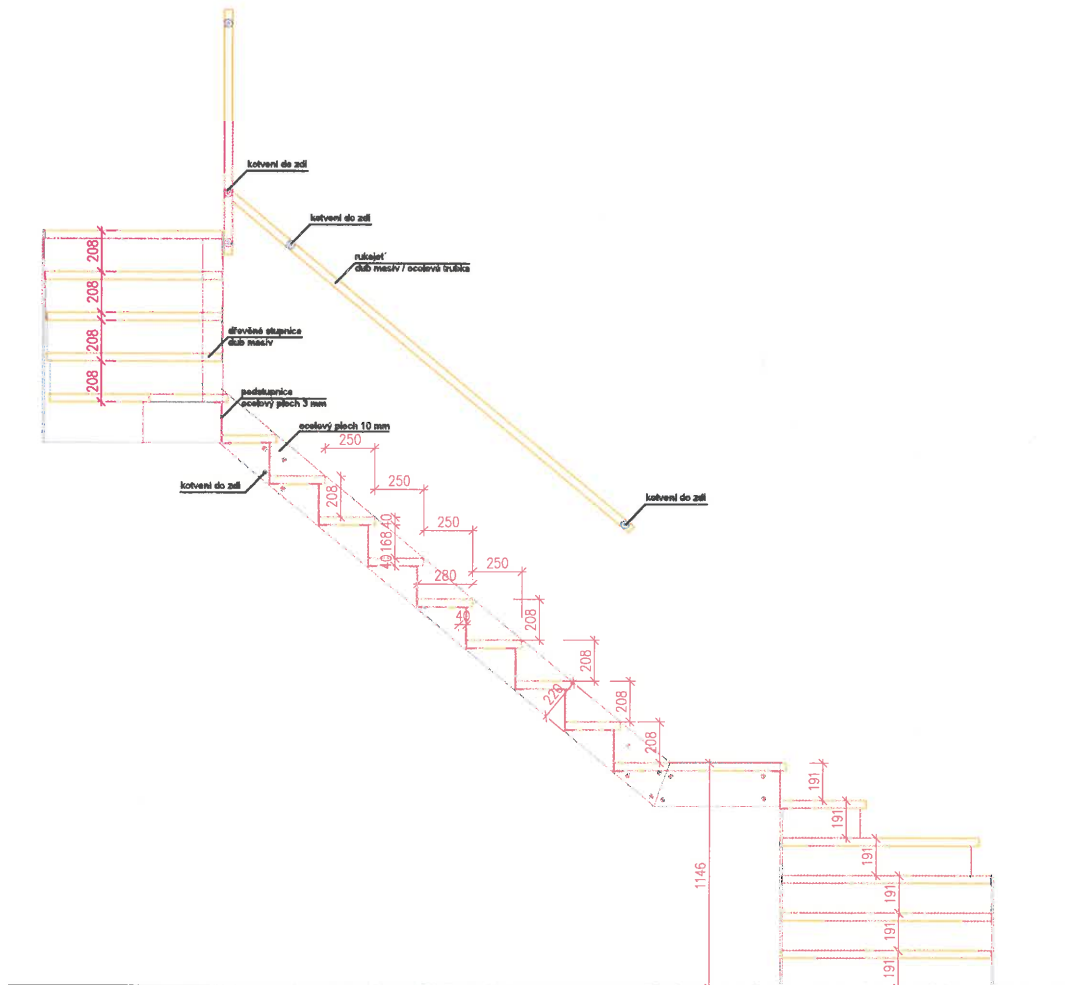 kotvení do zdi
kotvení do zdi
rukojeť
dub masiv / ocelová trubka
208
208
208
208
dřevěné stupnice
dub masiv
podstupnice
ocelový plech 3 mm
ocelový plech 10 mm
kotvení do zdi
kotvení do zdi
250
250
250
250
208
40
168
40
280
40
208
208
220
208
208
1146
191
191
191
191
191
191